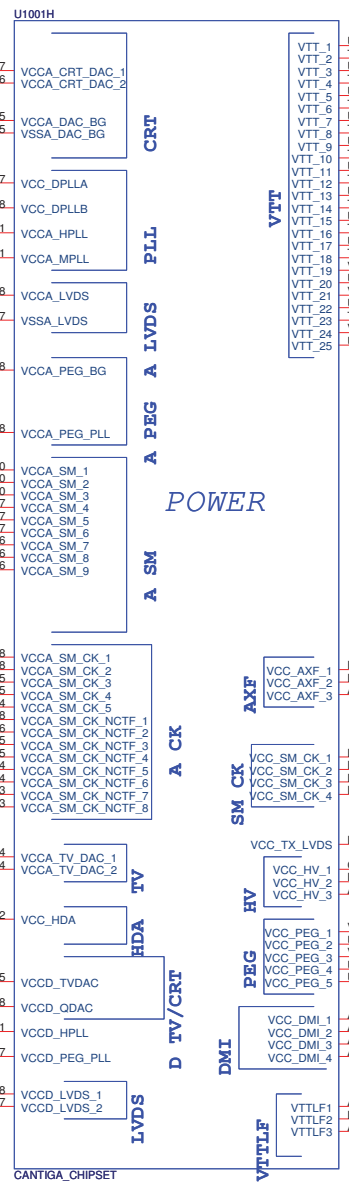 U1001H
VCCA_CRT_DAC_1
VCCA_CRT_DAC_2
VCCA_DAC_BG
VSSA_DAC_BG
CRT
VCC_DPLLA
VCC_DPLLB
VCCA_HPLL
VCCA_MPLL
PLL
VCCA_LVDS
VSSA_LVDS
A LVDS
VCCA_PEG_BG
VCCA_PEG_PLL
A PEG
VCCA_SM_1
VCCA_SM_2
VCCA_SM_3
VCCA_SM_4
VCCA_SM_5
VCCA_SM_6
VCCA_SM_7
VCCA_SM_8
VCCA_SM_9
A SM
VCCA_SM_CK_1
VCCA_SM_CK_2
VCCA_SM_CK_3
VCCA_SM_CK_4
VCCA_SM_CK_5
VCCA_SM_CK_NCTF_1
VCCA_SM_CK_NCTF_2
VCCA_SM_CK_NCTF_3
VCCA_SM_CK_NCTF_4
VCCA_SM_CK_NCTF_5
VCCA_SM_CK_NCTF_6
VCCA_SM_CK_NCTF_7
VCCA_SM_CK_NCTF_8
A CK
VCCA_TV_DAC_1
VCCA_TV_DAC_2
TV
VCC_HDA
HDA
VCCD_TVDAC
VCCD_QDAC
VCCD_HPLL
VCCD_PEG_PLL
D TV/CRT
VCCD_LVDS_1
VCCD_LVDS_2
LVDS
POWER
VTT_1
VTT_2
VTT_3
VTT_4
VTT_5
VTT_6
VTT_7
VTT_8
VTT_9
VTT_10
VTT_11
VTT_12
VTT_13
VTT_14
VTT_15
VTT_16
VTT_17
VTT_18
VTT_19
VTT_20
VTT_21
VTT_22
VTT_23
VTT_24
VTT_25
VTT
VCC_AXF_1
VCC_AXF_2
VCC_AXF_3
AXF
VCC_SM_CK_1
VCC_SM_CK_2
VCC_SM_CK_3
VCC_SM_CK_4
SM CK
VCC_TX_LVDS
VCC_HV_1
VCC_HV_2
VCC_HV_3
HV
VCC_PEG_1
VCC_PEG_2
VCC_PEG_3
VCC_PEG_4
VCC_PEG_5
PEG
VCC_DMI_1
VCC_DMI_2
VCC_DMI_3
VCC_DMI_4
DMI
VTTLF1
VTTLF2
VTTLF3
VTTLF
CANTIGA_CHIPSET